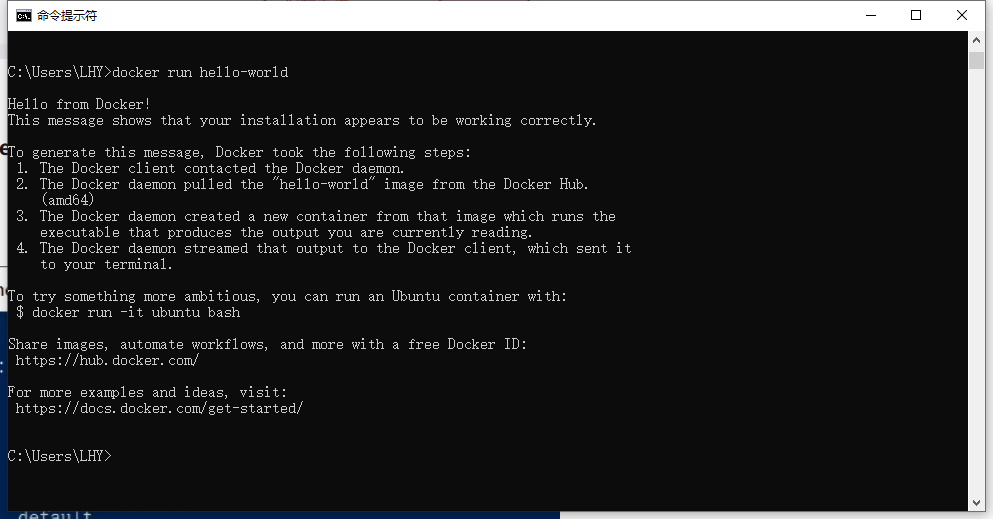 命令提示符
C:\Users\LHY>docker run hello-world
Hello from Docker!
This message shows that your installation appears to be working correctly.
To generate this message, Docker took the following steps:
1. The Docker client contacted the Docker daemon.
2. The Docker daemon pulled the "hello-world" image from the Docker Hub.
(amd64)
3. The Docker daemon created a new container from that image which runs the
executable that produces the output you are currently reading.
4. The Docker daemon streamed that output to the Docker client, which sent it
to your terminal.
To try something more ambitious, you can run an Ubuntu container with:
$ docker run -it ubuntu bash
Share images, automate workflows, and more with a free Docker ID:
https://hub.docker.com/
For more examples and ideas, visit:
https://docs.docker.com/get-started/
C:\Users\LHY>
default